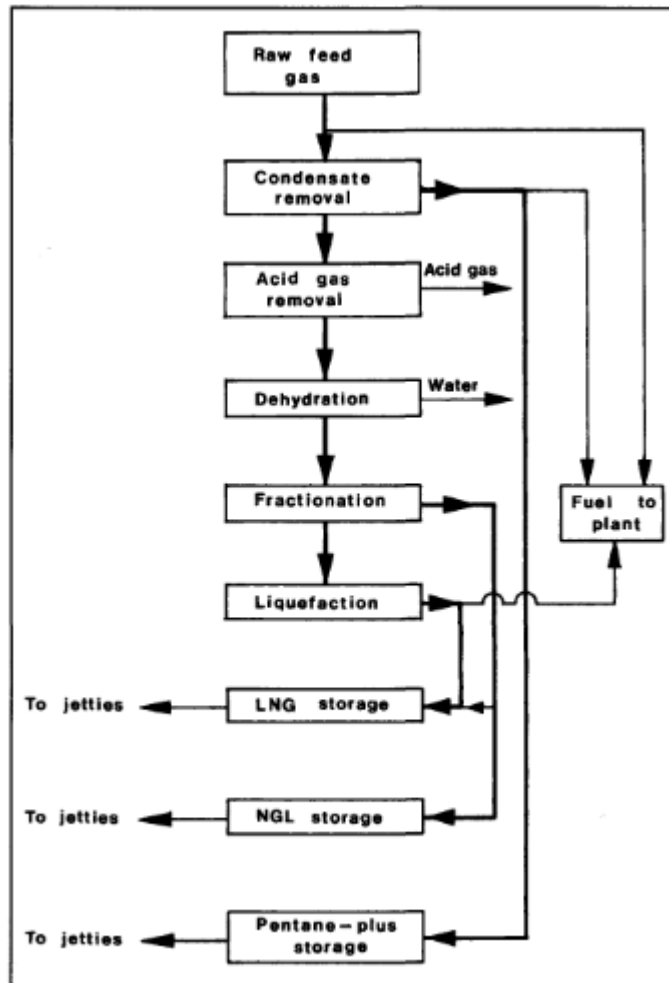 Raw feed
gas
Condensate
removal
Acid gas
removal
Acid gas
Dehydration
Water
Fractionation
Fuel to
plant
Liquefaction
To jetties
LNG storage
To jetties
NGL storage
To jetties
Pentane-plus
storage